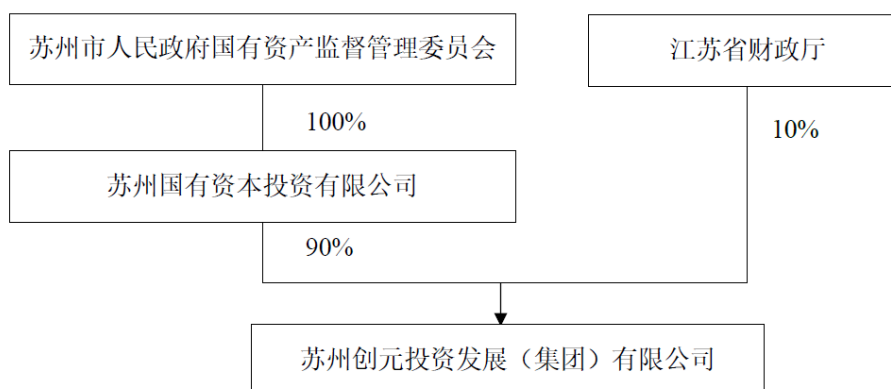 苏州市人民政府国有资产监督管理委员会
江苏省财政厅
100%
10%
苏州国有资本投资有限公司
90%
苏州创元投资发展（集团）有限公司